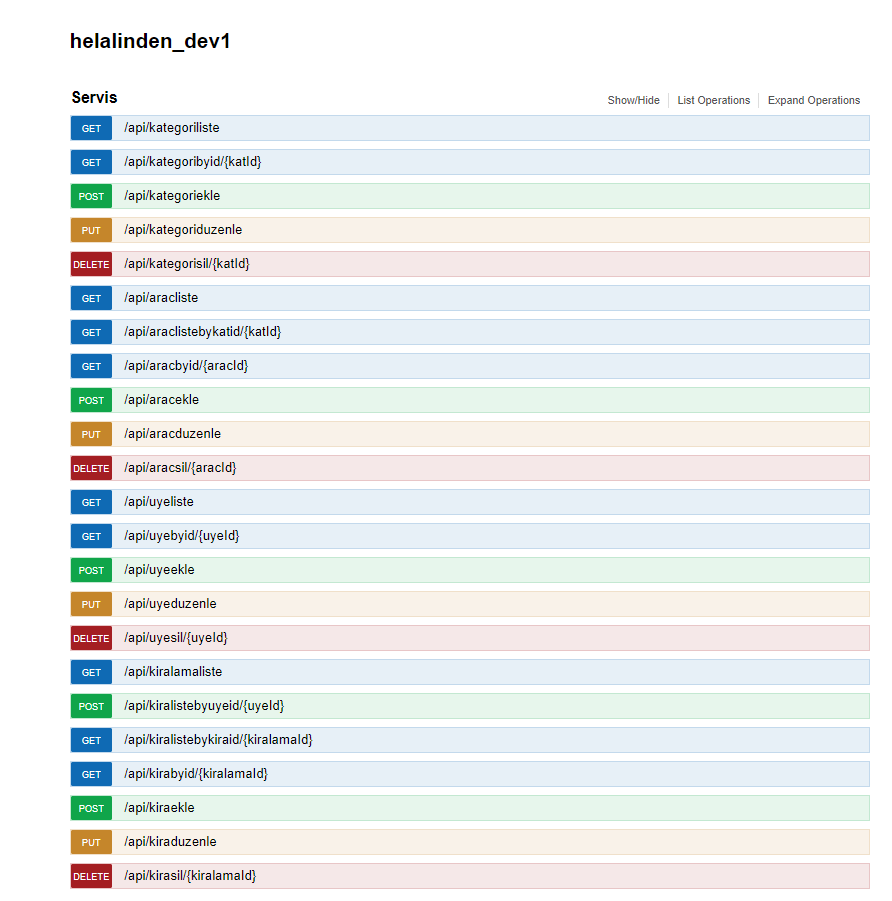 helalinden_dev1
Servis Show/Hide List Operations Expand Operations
GET /api/kategoriliste
GET /api/kategoribyid/{katId}
POST /api/kategoriekle
PUT /api/kategoriduzenle
DELETE /api/kategorisil/{katId}
GET /api/aracliste
GET /api/araclistebykatid/{katId}
GET /api/aracbyid/{aracId}
POST /api/aracekle
PUT /api/aracduzenle
DELETE /api/aracsil/{aracId}
GET /api/uyeliste
GET /api/uyebyid/{uyeId}
POST /api/uyeekle
PUT /api/uyeduzenle
DELETE /api/uyesil/{uyeId}
GET /api/kiralamaliste
POST /api/kiralistebyuyeid/{uyeId}
GET /api/kiralistebykiraid/{kiralamaId}
GET /api/kirabyid/{kiralamaId}
POST /api/kiraekle
PUT /api/kiraduzenle
DELETE /api/kirasil/{kiralamaId}